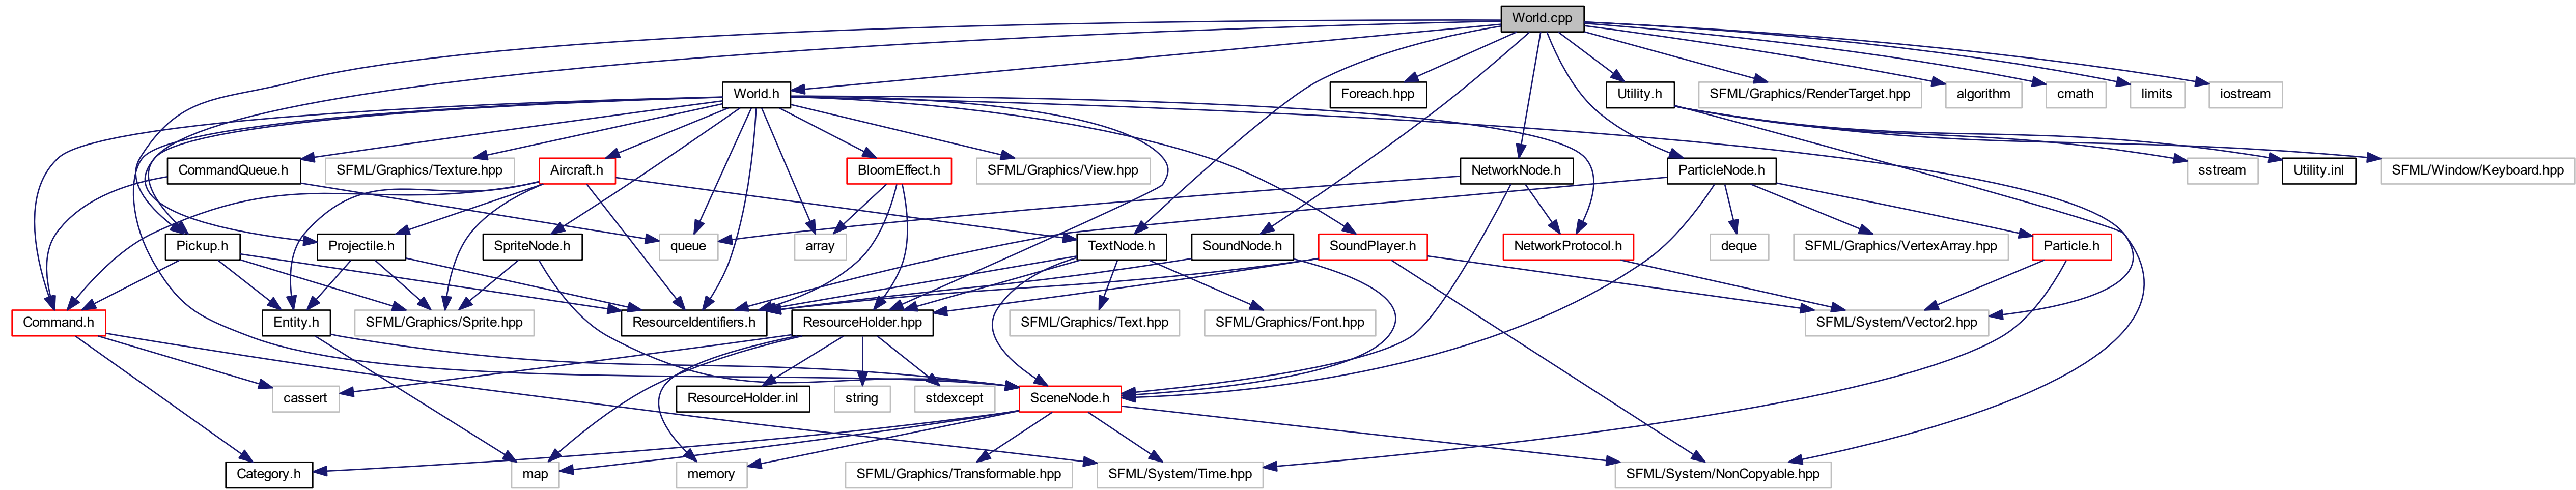 World.cpp
World.h
Foreach.hpp
Utility.h
SFML/Graphics/RenderTarget.hpp
algorithm
cmath
limits
iostream
CommandQueue.h
SFML/Graphics/Texture.hpp
Aircraft.h
BloomEffect.h
SFML/Graphics/View.hpp
NetworkNode.h
ParticleNode.h
sstream
Utility.inl
SFML/Window/Keyboard.hpp
Pickup.h
Projectile.h
SpriteNode.h
queue
array
TextNode.h
SoundNode.h
SoundPlayer.h
NetworkProtocol.h
deque
SFML/Graphics/VertexArray.hpp
Particle.h
Command.h
Entity.h
SFML/Graphics/Sprite.hpp
ResourceIdentifiers.h
ResourceHolder.hpp
SFML/Graphics/Text.hpp
SFML/Graphics/Font.hpp
SFML/System/Vector2.hpp
cassert
ResourceHolder.inl
string
stdexcept
SceneNode.h
Category.h
map
memory
SFML/Graphics/Transformable.hpp
SFML/System/Time.hpp
SFML/System/NonCopyable.hpp